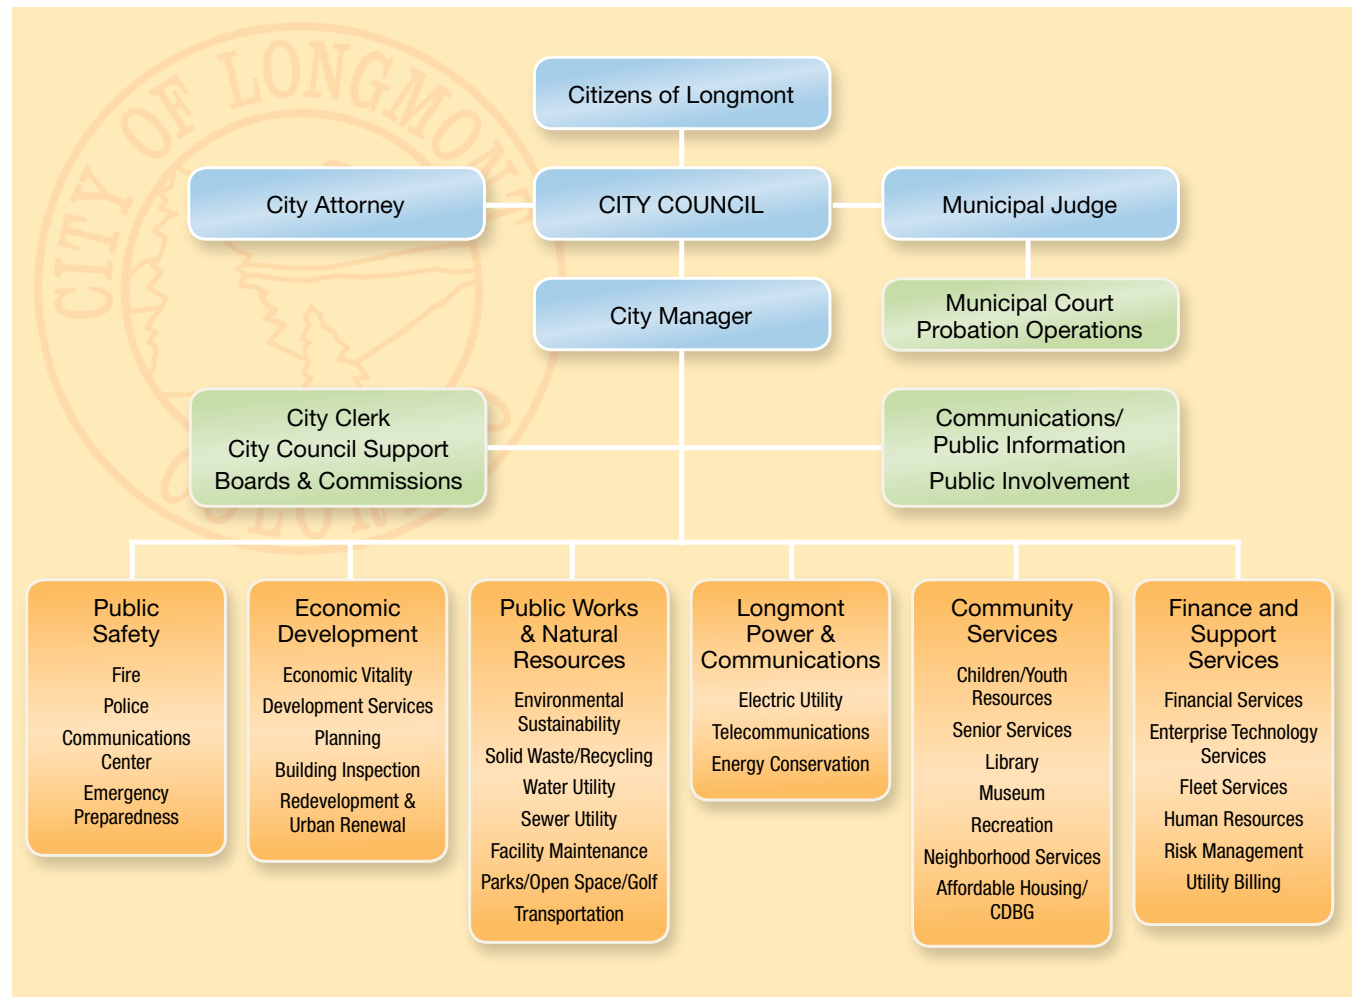 CITY OF LONGMONT
COLO
Citizens of Longmont
City Attorney
CITY COUNCIL
Municipal Judge
City Manager
Municipal Court
Probation Operations
City Clerk
City Council Support
Boards & Commissions
Communications/
Public Information
Public Involvement
Public
Safety
Fire
Police
Communications
Center
Emergency
Preparedness
Economic
Development
Economic Vitality
Development Services
Planning
Building Inspection
Redevelopment &
Urban Renewal
Public Works
& Natural
Resources
Environmental
Sustainability
Solid Waste/Recycling
Water Utility
Sewer Utility
Facility Maintenance
Parks/Open Space/Golf
Transportation
Longmont
Power &
Communications
Electric Utility
Telecommunications
Energy Conservation
Community
Services
Children/Youth
Resources
Senior Services
Library
Museum
Recreation
Neighborhood Services
Affordable Housing/
CDBG
Finance and
Support
Services
Financial Services
Enterprise Technology
Services
Fleet Services
Human Resources
Risk Management
Utility Billing